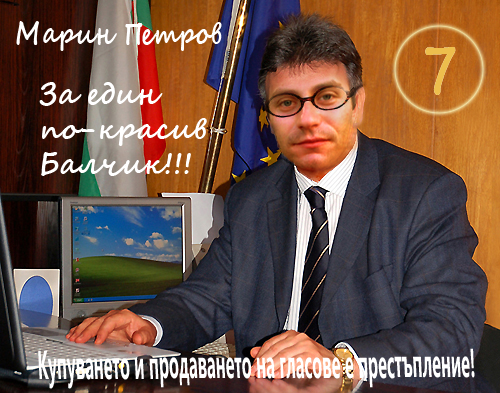 Марин Петров
7
За един
по-красив
Балчик!!!
Купуването и продаването на гласове е престъпление!